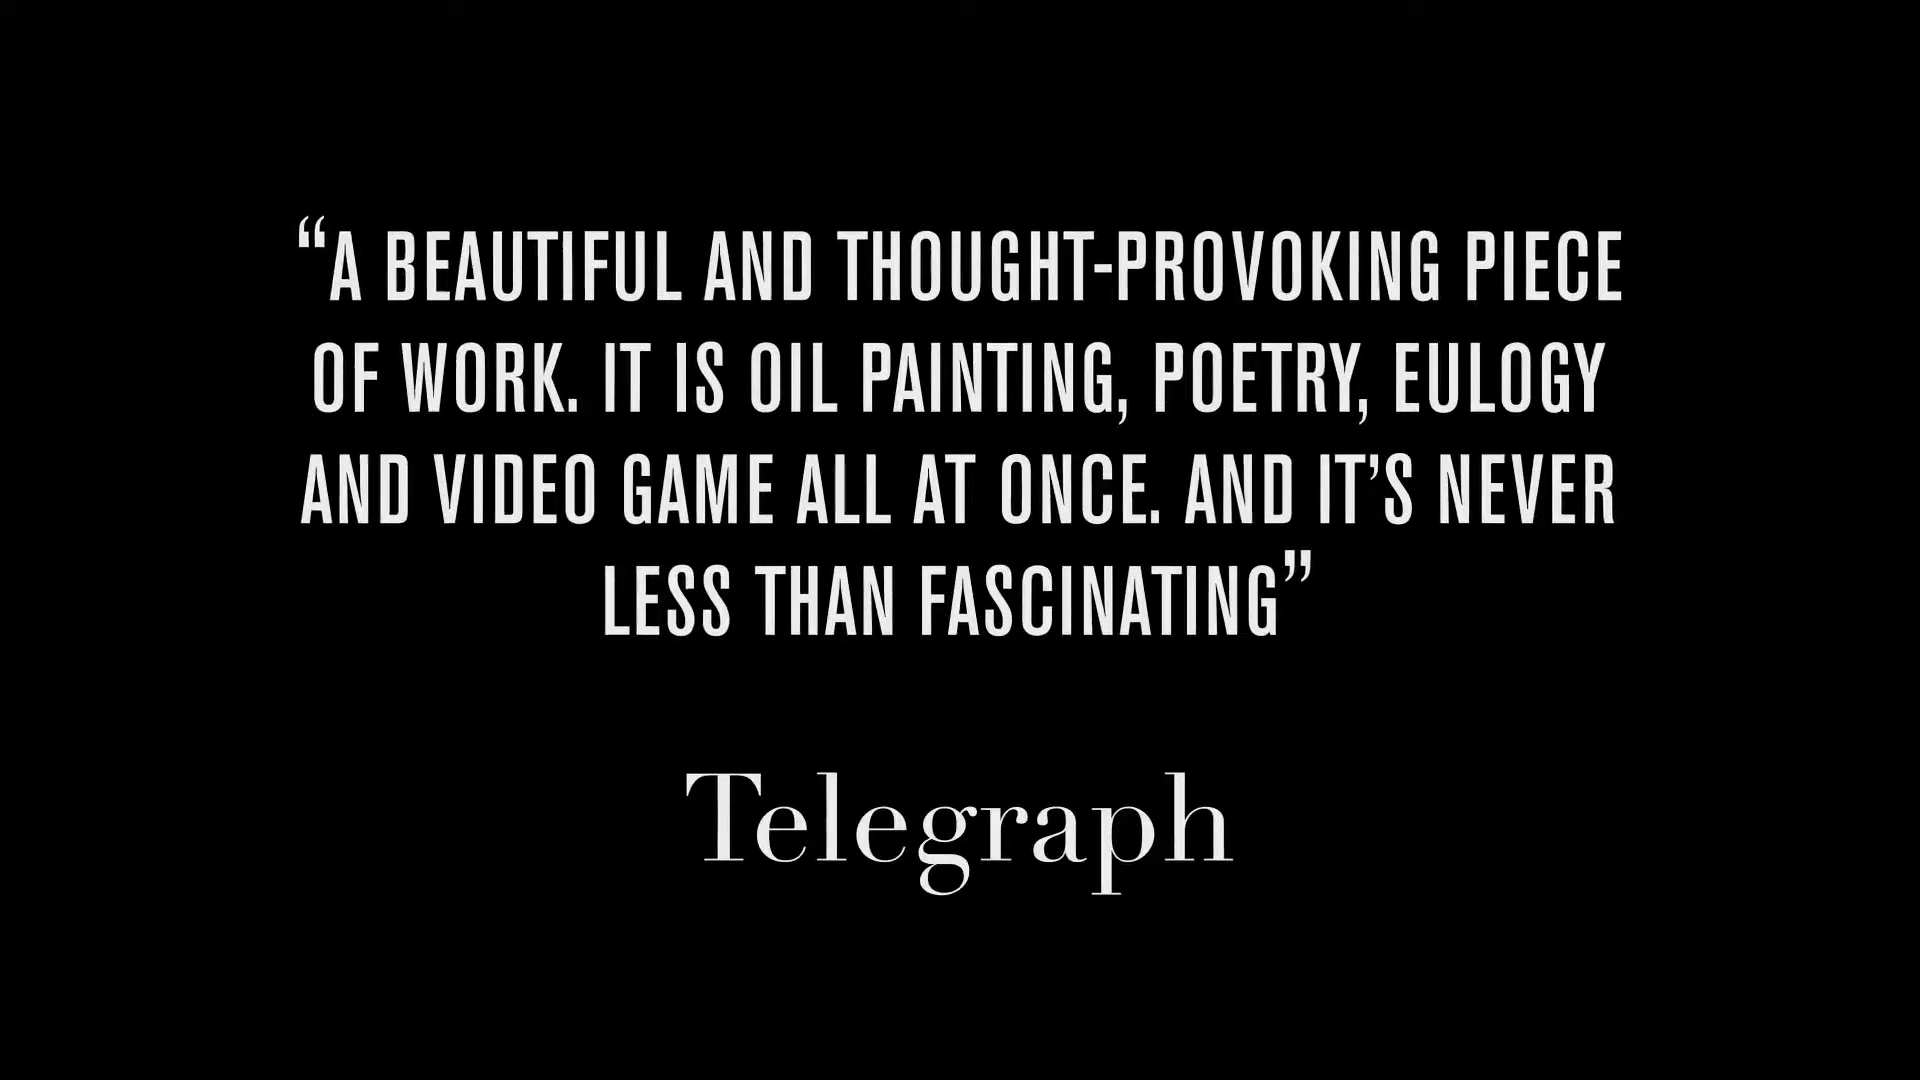 “A BEAUTIFUL AND THOUGHT-PROVOKING PIECE
OF WORK. IT IS OIL PAINTING, POETRY, EULOGY
AND VIDEO GAME ALL AT ONCE. AND IT’S NEVER
LESS THAN FASCINATING”
Telegraph